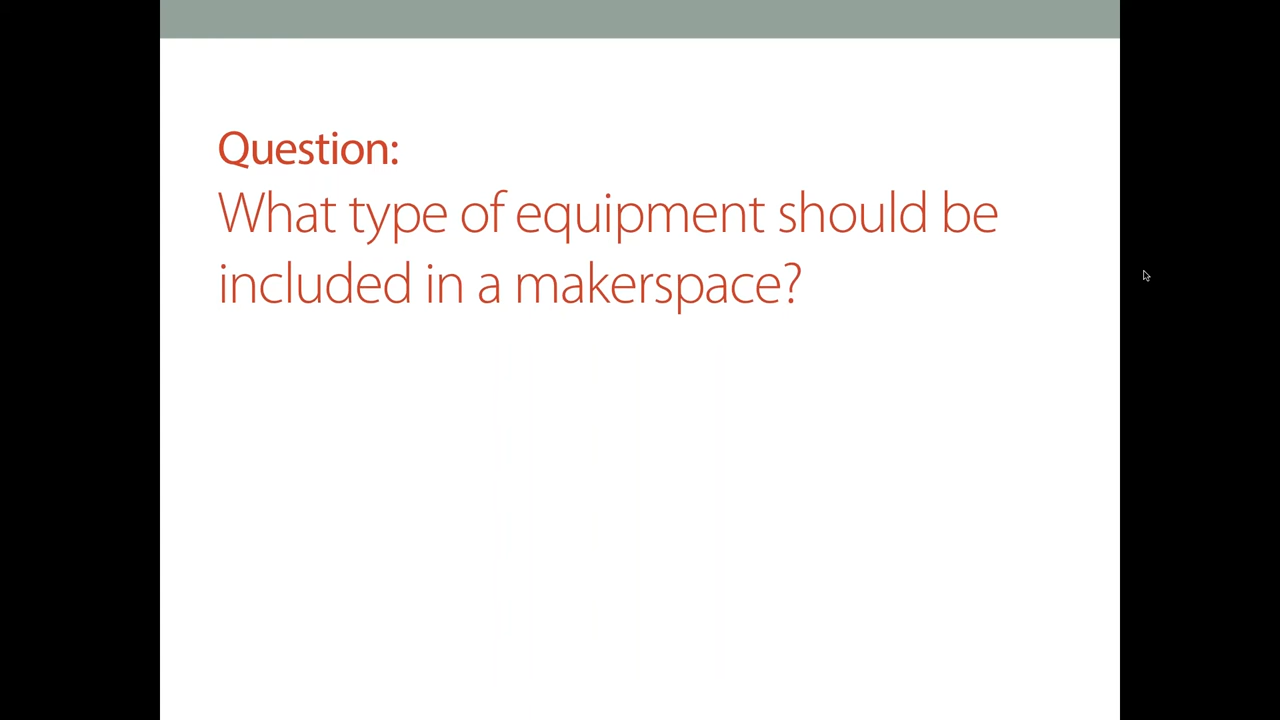 Question:
What type of equipment should be
included in a makerspace?